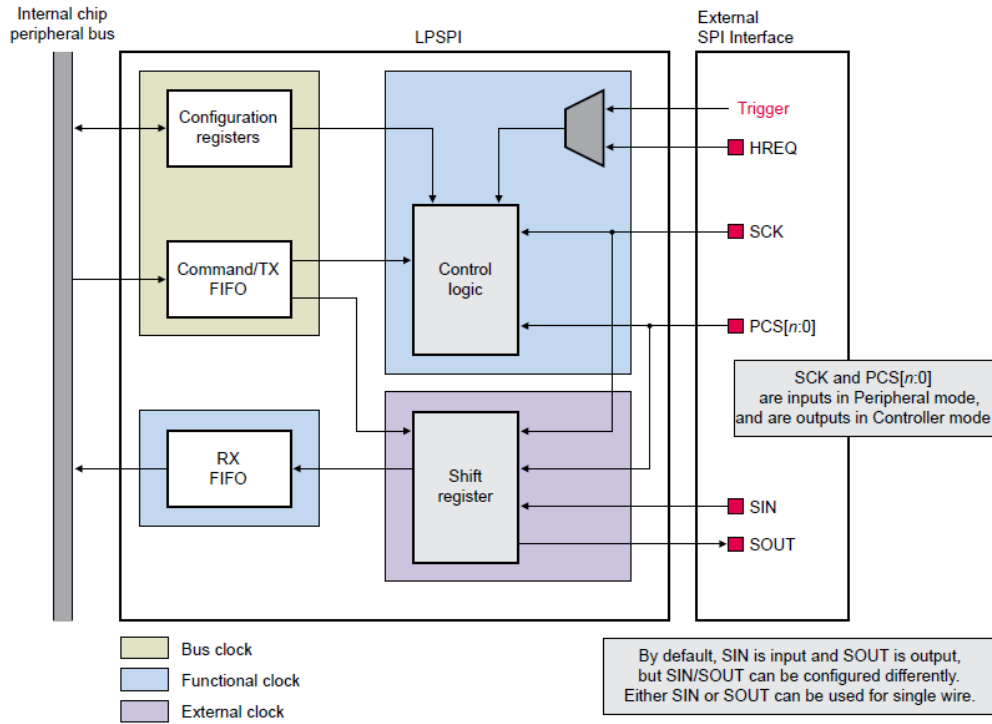 Internal chip
peripheral bus
LPSPI
External
SPI Interface
Configuration
registers
Trigger
HREQ
Command/TX
FIFO
Control
logic
SCK
PCS[n:0]
SCK and PCS[n:0]
are inputs in Peripheral mode,
and are outputs in Controller mode
RX
FIFO
Shift
register
SIN
SOUT
Bus clock
Functional clock
External clock
By default, SIN is input and SOUT is output,
but SIN/SOUT can be configured differently.
Either SIN or SOUT can be used for single wire.